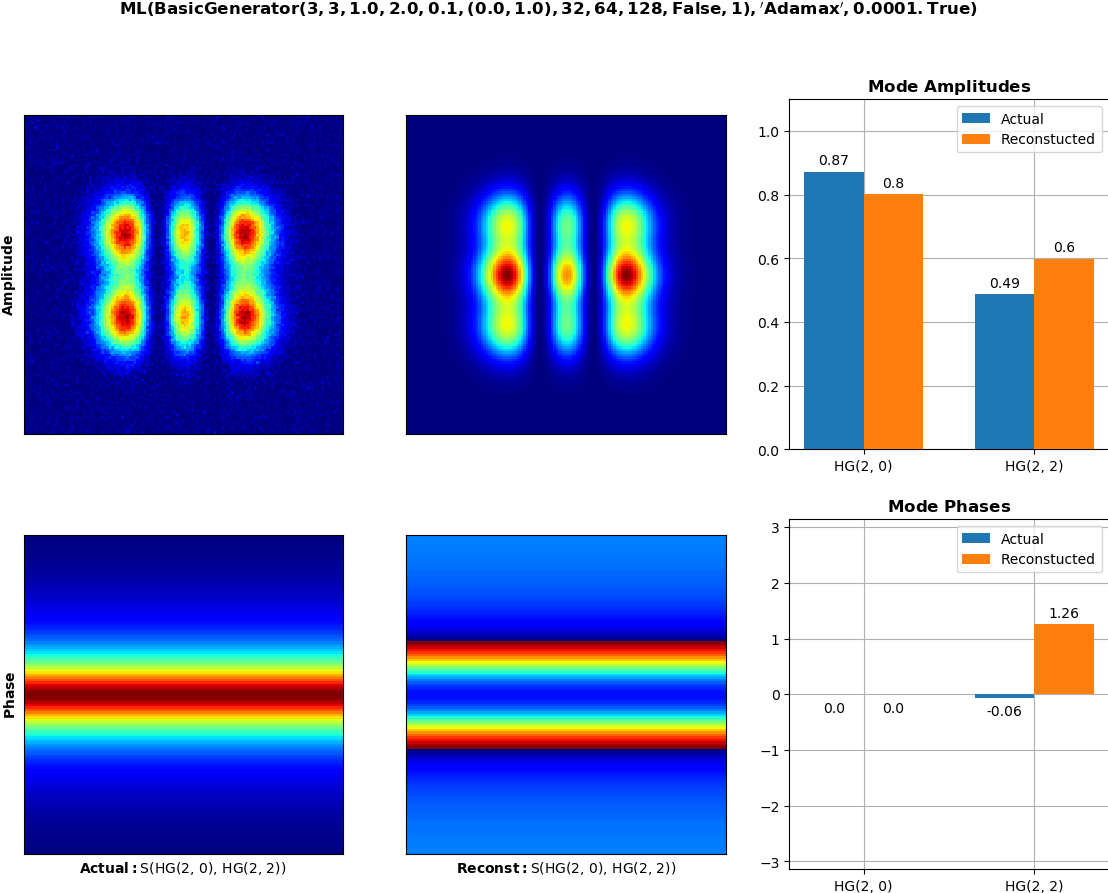 ML(BasicGenerator(3, 3, 1.0, 2.0, 0.1, (0.0, 1.0), 32, 64, 128, False, 1), 'Adamax', 0.0001. True)
Amplitude
Mode Amplitudes
Actual
Reconstucted
1.0
0.8
0.6
0.4
0.2
0.0
0.87
0.8
0.49
0.6
HG(2, 0)
HG(2, 2)
Phase
Actual: S(HG(2, 0), HG(2, 2))
Reconst: S(HG(2, 0), HG(2, 2))
Mode Phases
Actual
Reconstucted
3
2
1
0
−1
−2
−3
0.0
0.0
-0.06
1.26
HG(2, 0)
HG(2, 2)